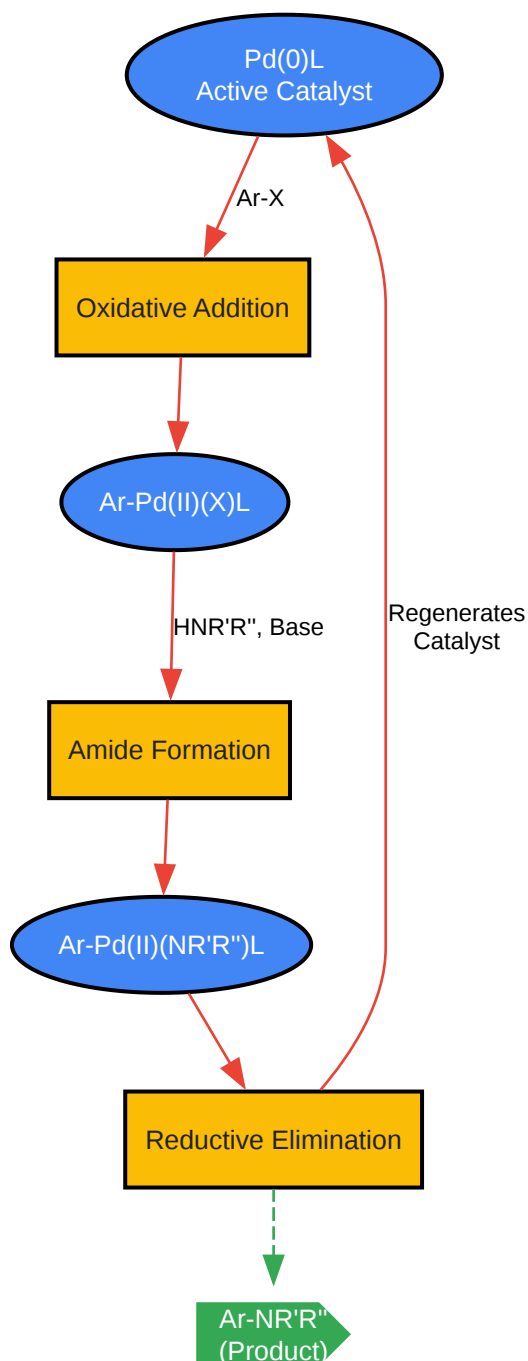 Pd(0)L
Active Catalyst
Ar-X
Oxidative Addition
Ar-Pd(II)(X)L
HNR'R", Base
Regenerates
Catalyst
Amide Formation
Ar-Pd(II)(NR'R")L
Reductive Elimination
Ar-NR'R"
(Product)